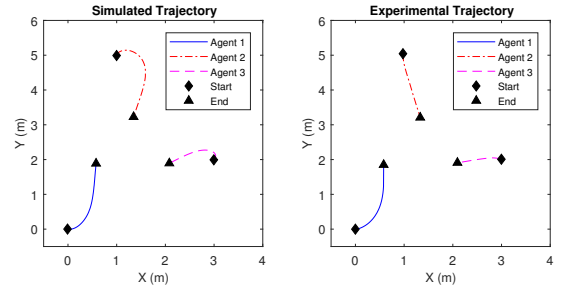 Simulated Trajectory
6
5
4
3
2
1
0
Y (m)
0 1 2 3 4
X (m)
Agent 1
Agent 2
Agent 3
Start
End
Experimental Trajectory
6
5
4
3
2
1
0
Y (m)
0 1 2 3 4
X (m)
Agent 1
Agent 2
Agent 3
Start
End